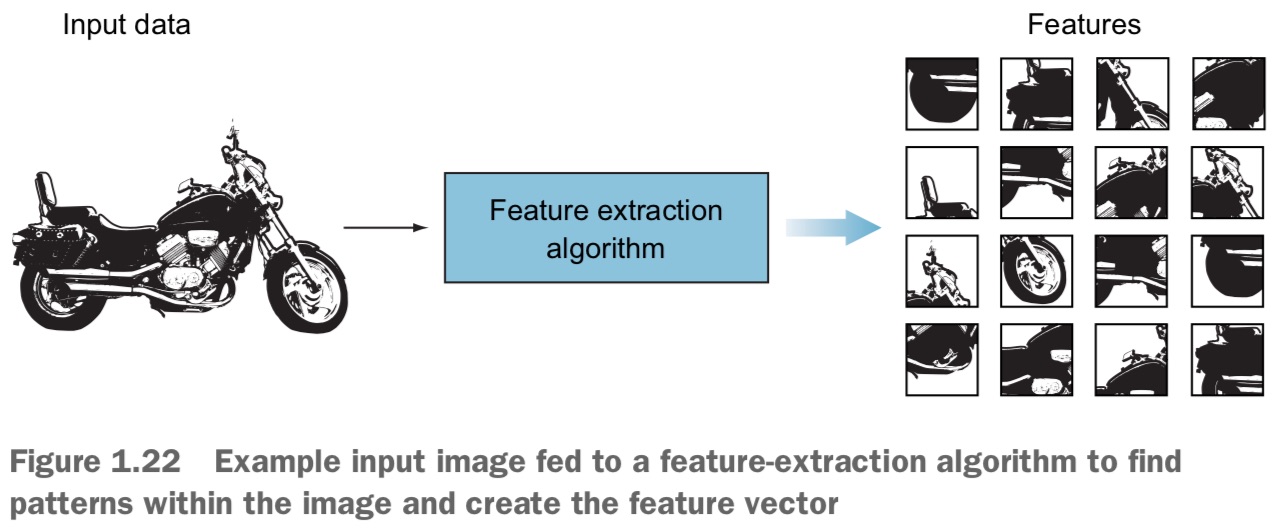 Input data
Features
Feature extraction
algorithm
Figure 1.22 Example input image fed to a feature-extraction algorithm to find
patterns within the image and create the feature vector